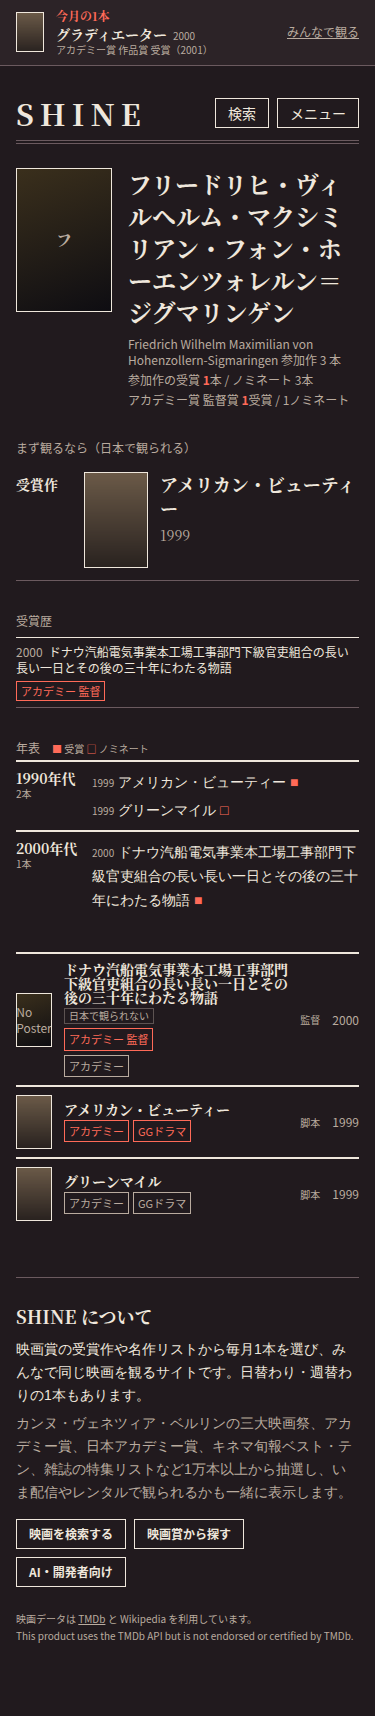 今月の1本
グラディエーター 2000
アカデミー賞 作品賞 受賞（2001）
みんなで観る
SHINE
検索
メニュー
フ
フリードリヒ・ヴィ
ルヘルム・マクシミ
リアン・フォン・ホ
ーエンツォレルン＝
ジグマリンゲン
Friedrich Wilhelm Maximilian von
Hohenzollern-Sigmaringen 参加作 3 本
参加作の受賞 1本 / ノミネート 3本
アカデミー賞 監督賞 1受賞 / 1ノミネート
まず観るなら（日本で観られる）
受賞作
アメリカン・ビューティ
ー
1999
受賞歴
2000 ドナウ汽船電気事業本工場工事部門下級官吏組合の長い
長い一日とその後の三十年にわたる物語
アカデミー 監督
年表 ■ 受賞 □ ノミネート
1990年代
2本
1999 アメリカン・ビューティー ■
1999 グリーンマイル □
2000年代
1本
2000 ドナウ汽船電気事業本工場工事部門下
級官吏組合の長い長い一日とその後の三十
年にわたる物語 ■
No
Poster
ドナウ汽船電気事業本工場工事部門
下級官吏組合の長い長い一日とその
後の三十年にわたる物語
日本で観られない
アカデミー 監督
アカデミー
監督 2000
アメリカン・ビューティー
アカデミー GGドラマ
脚本 1999
グリーンマイル
アカデミー GGドラマ
脚本 1999
SHINE について
映画賞の受賞作や名作リストから毎月1本を選び、み
んなで同じ映画を観るサイトです。日替わり・週替わ
りの1本もあります。
カンヌ・ヴェネツィア・ベルリンの三大映画祭、アカ
デミー賞、日本アカデミー賞、キネマ旬報ベスト・テ
ン、雑誌の特集リストなど1万本以上から抽選し、い
ま配信やレンタルで観られるかも一緒に表示します。
映画を検索する
映画賞から探す
AI・開発者向け
映画データは TMDb と Wikipedia を利用しています。
This product uses the TMDb API but is not endorsed or certified by TMDb.